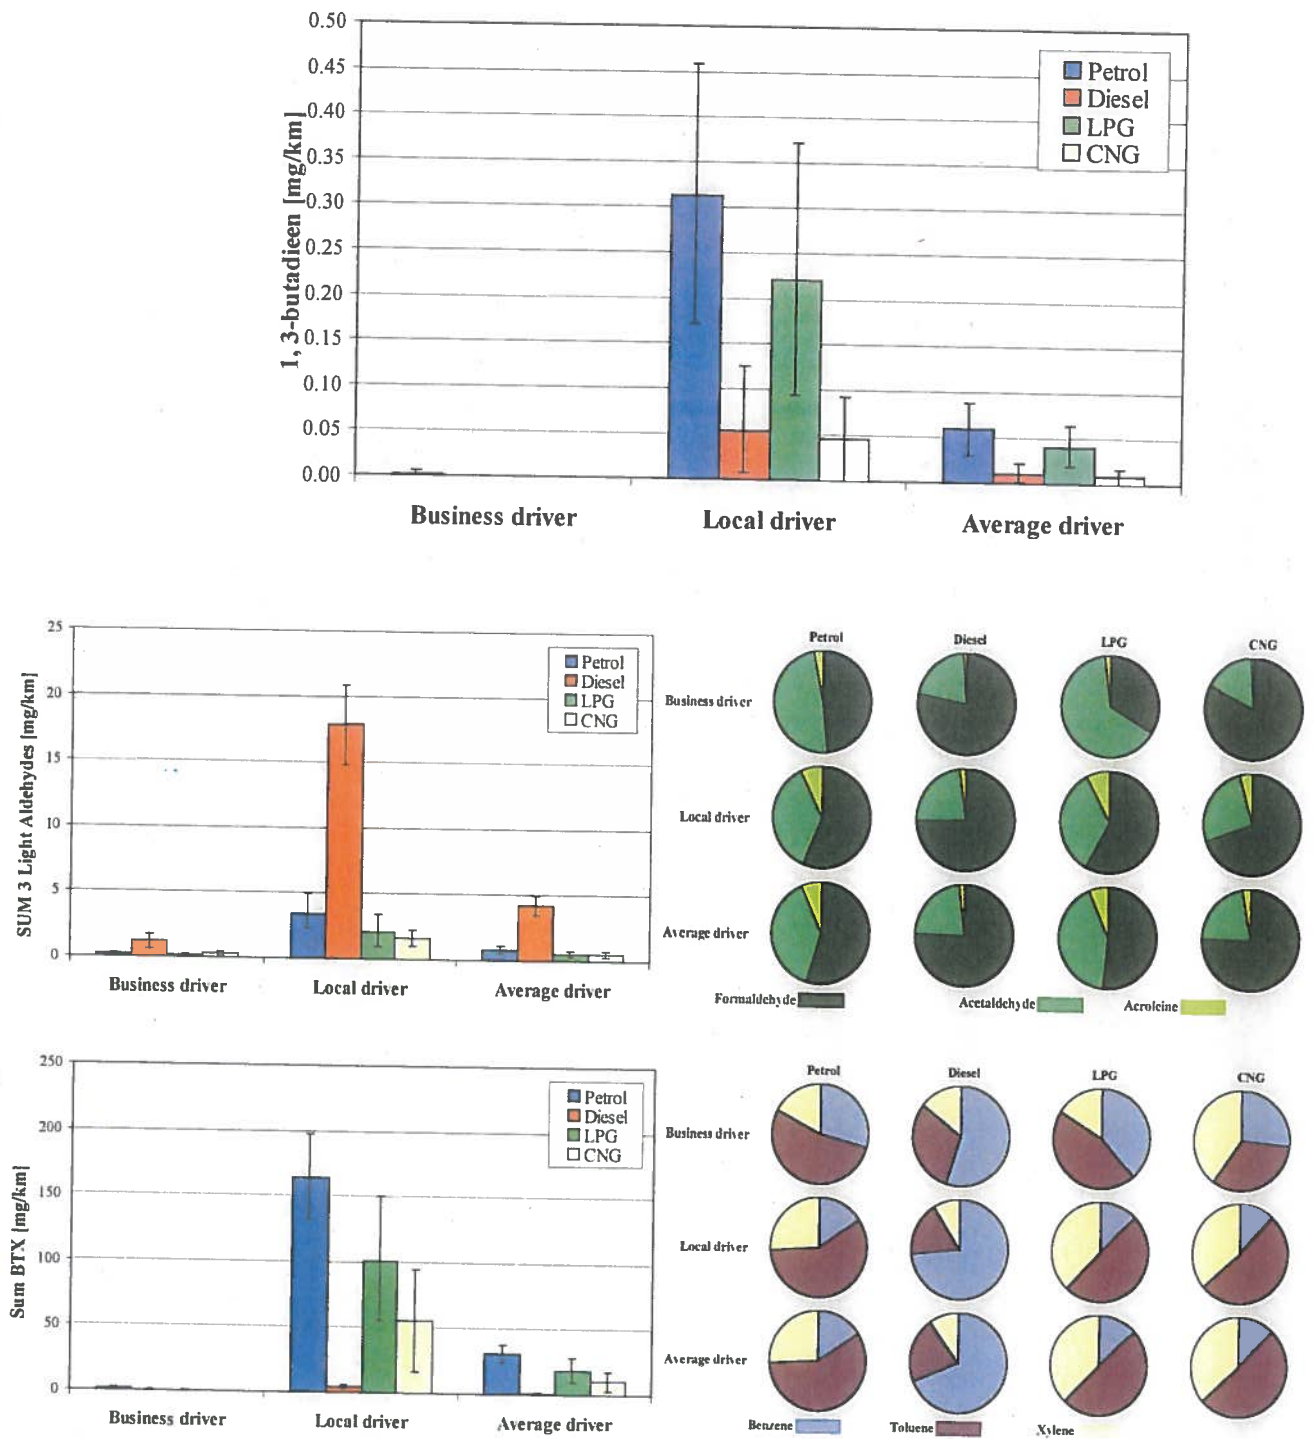 0.50
0.45
0.40
0.35
0.30
0.25
0.20
0.15
0.10
0.05
0.00
1, 3-butadieen [mg/km]
Petrol
Diesel
LPG
CNG
Business driver
Local driver
Average driver
25
20
15
10
5
0
SUM 3 Light Aldehydes [mg/km]
Petrol
Diesel
LPG
CNG
Business driver
Local driver
Average driver
Petrol
Diesel
LPG
CNG
Business driver
Local driver
Average driver
Formaldehyde
Acetaldehyde
Acroleine
250
200
150
100
50
0
Sum BTX [mg/km]
Petrol
Diesel
LPG
CNG
Business driver
Local driver
Average driver
Petrol
Diesel
LPG
CNG
Business driver
Local driver
Average driver
Benzene
Toluene
Xylene